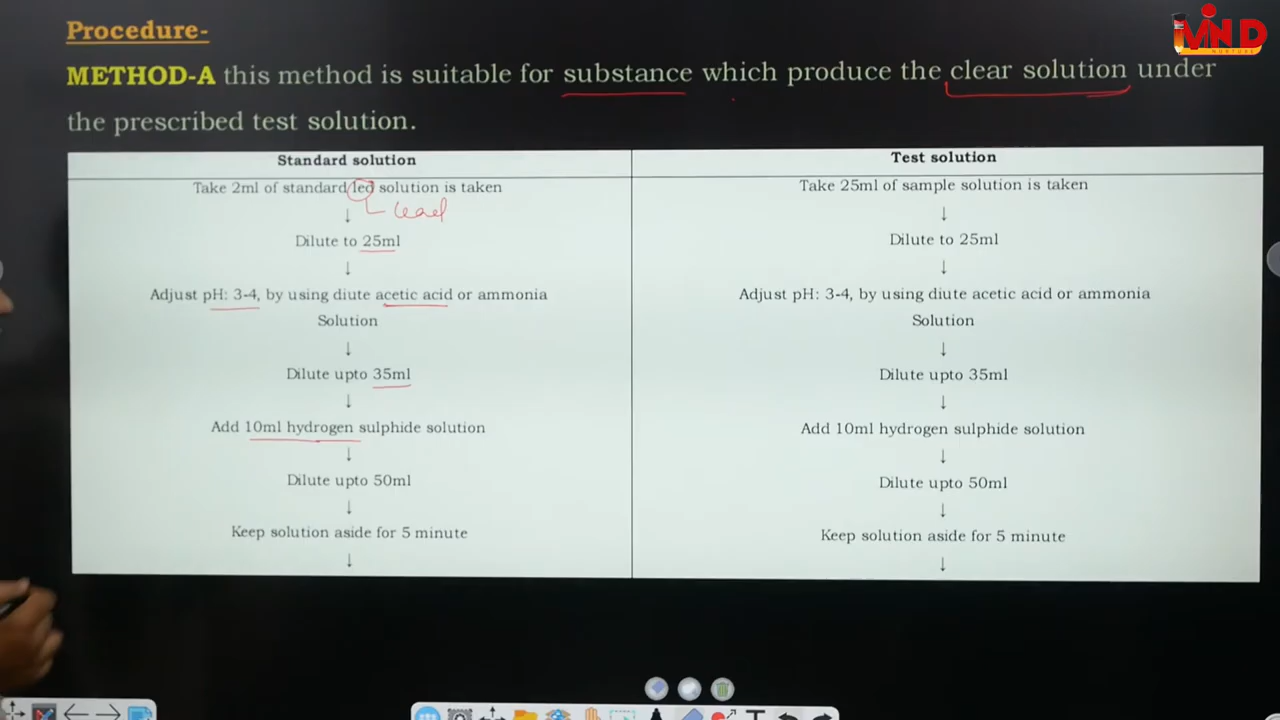 Procedure-
METHOD-A this method is suitable for substance which produce the clear solution under
the prescribed test solution.
Standard solution
Take 2ml of standard led solution is taken
lead
↓
Dilute to 25ml
↓
Adjust pH: 3-4, by using diute acetic acid or ammonia
Solution
↓
Dilute upto 35ml
↓
Add 10ml hydrogen sulphide solution
↓
Dilute upto 50ml
↓
Keep solution aside for 5 minute
↓
Test solution
Take 25ml of sample solution is taken
↓
Dilute to 25ml
↓
Adjust pH: 3-4, by using diute acetic acid or ammonia
Solution
↓
Dilute upto 35ml
↓
Add 10ml hydrogen sulphide solution
↓
Dilute upto 50ml
↓
Keep solution aside for 5 minute
↓
MIND
NURTURE